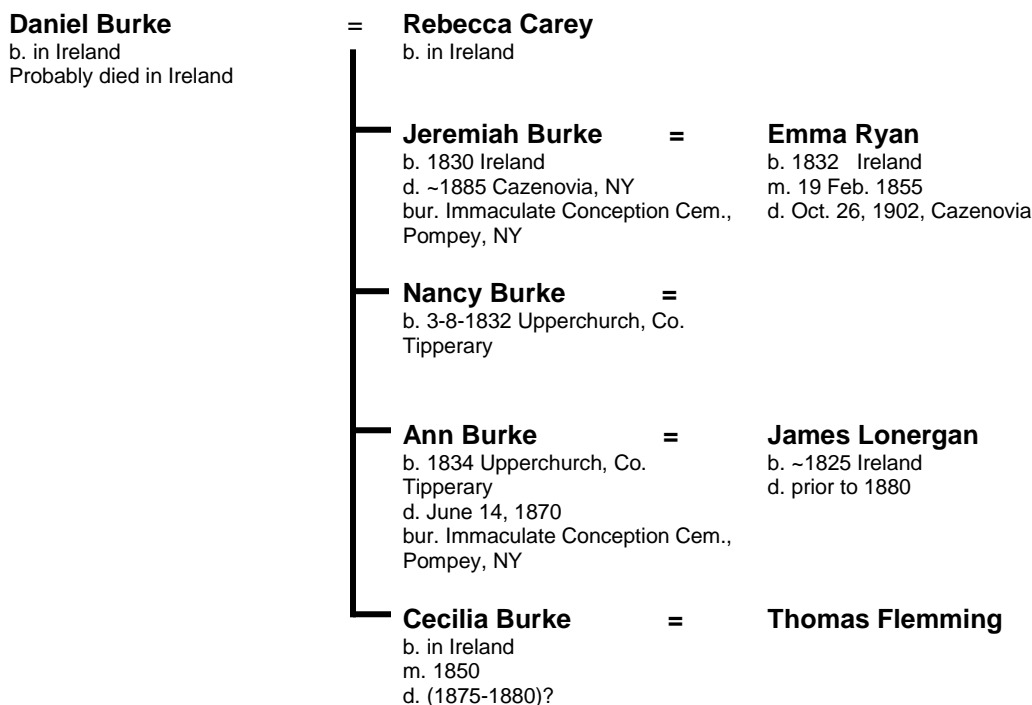 Daniel Burke = Rebecca Carey
b. in Ireland b. in Ireland
Probably died in Ireland
Jeremiah Burke = Emma Ryan
b. 1830 Ireland b. 1832 Ireland
d. ~1885 Cazenovia, NY m. 19 Feb. 1855
bur. Immaculate Conception Cem., d. Oct. 26, 1902, Cazenovia
Pompey, NY
Nancy Burke =
b. 3-8-1832 Upperchurch, Co.
Tipperary
Ann Burke = James Lonergan
b. 1834 Upperchurch, Co. b. ~1825 Ireland
Tipperary d. prior to 1880
d. June 14, 1870
bur. Immaculate Conception Cem.,
Pompey, NY
Cecilia Burke = Thomas Flemming
b. in Ireland
m. 1850
d. (1875-1880)?